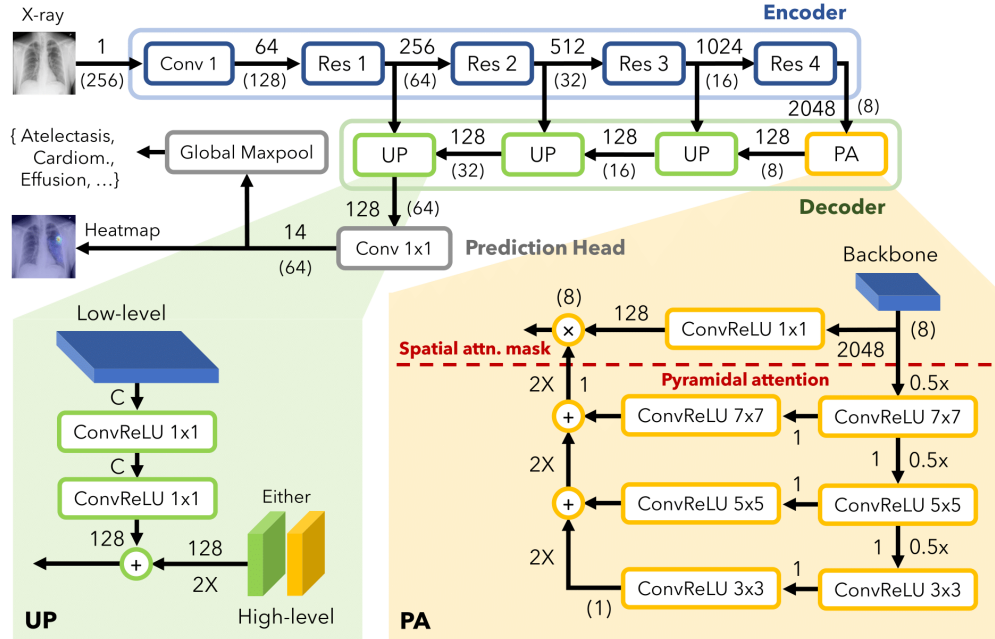 X-ray
Encoder
1
(256)
Conv 1
64
(128)
Res 1
256
(64)
Res 2
512
(32)
Res 3
1024
(16)
Res 4
2048
(8)
{ Atelectasis,
Cardiom.,
Effusion, ...}
Global Maxpool
UP
128
(32)
UP
128
(16)
UP
128
(8)
PA
Decoder
128
(64)
Heatmap
14
(64)
Conv 1x1
Prediction Head
Low-level
C
ConvReLU 1x1
C
ConvReLU 1x1
128
+
128
2X
Either
High-level
UP
Backbone
(8)
2048
ConvReLU 1x1
128
(8)
×
Spatial attn. mask
Pyramidal attention
2X
1
0.5x
+
ConvReLU 7x7
1
ConvReLU 7x7
2X
1
0.5x
+
ConvReLU 5x5
1
ConvReLU 5x5
2X
1
0.5x
(1)
ConvReLU 3x3
1
ConvReLU 3x3
PA